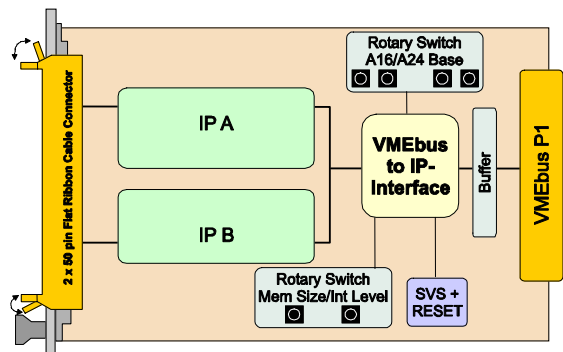 Rotary Switch
A16/A24 Base
2 x 50 pin Flat Ribbon Cable Connector
IP A
VMEbus
to IP-
Interface
Buffer
VMEbus P1
IP B
Rotary Switch
Mem Size/Int Level
SVS +
RESET